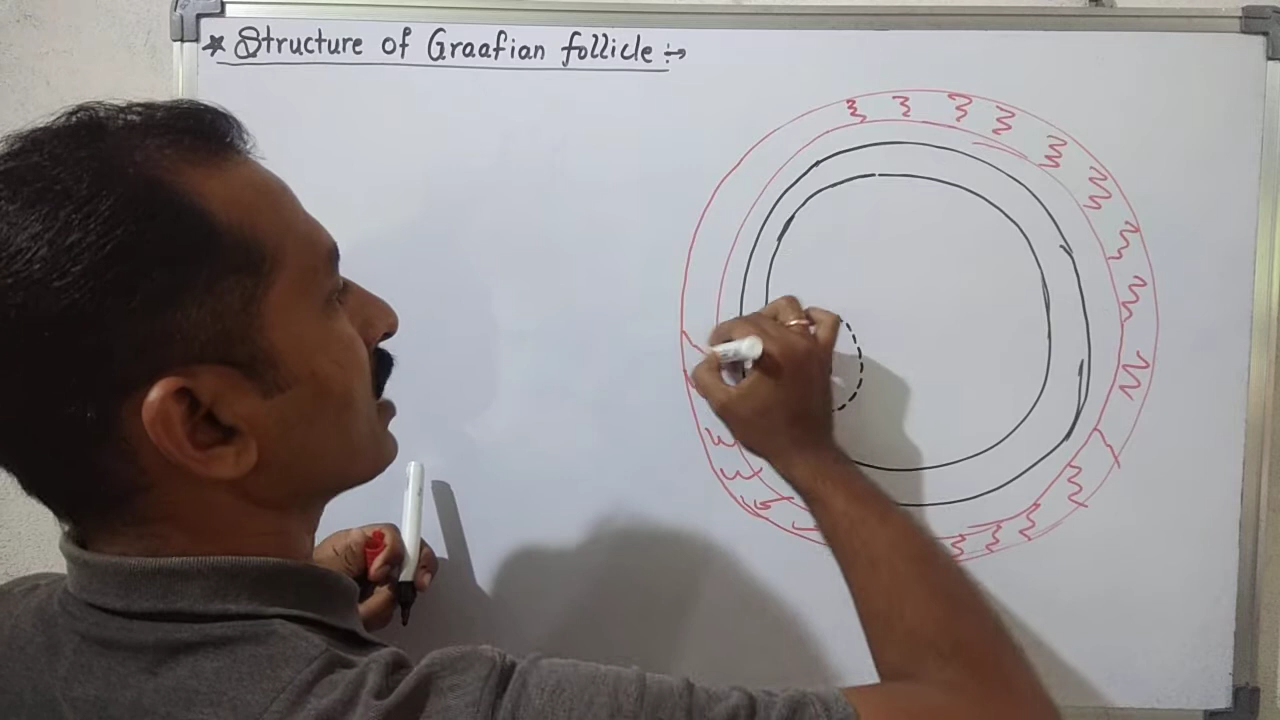 * Structure of Graafian follicle :→